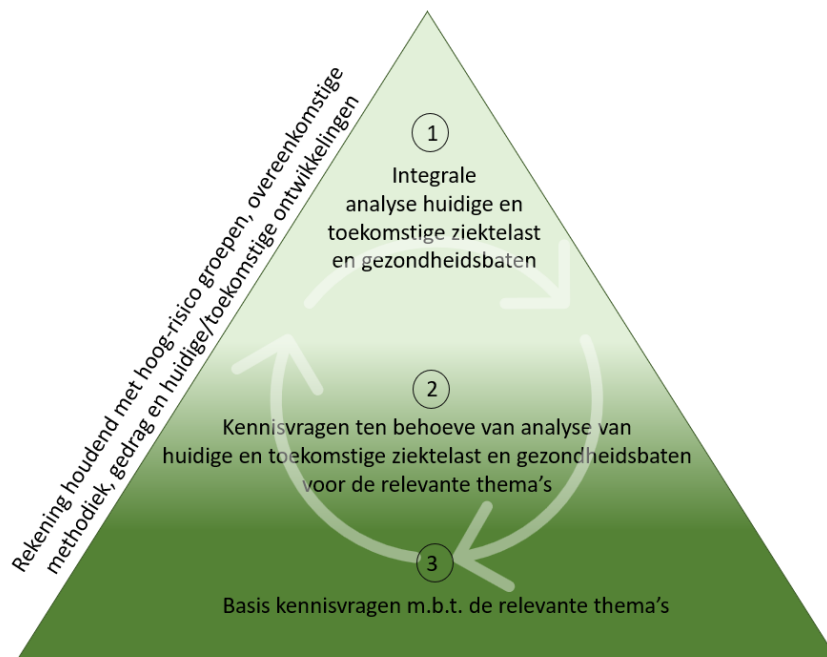 Rekening houdend met hoog-risico groepen, overeenkomstige
methodiek, gedrag en huidige/toekomstige ontwikkelingen
1
Integrale
analyse huidige en
toekomstige ziektelast
en gezondheidsbaten
2
Kennisvragen ten behoeve van analyse van
huidige en toekomstige ziektelast en gezondheidsbaten
voor de relevante thema’s
3
Basis kennisvragen m.b.t. de relevante thema’s